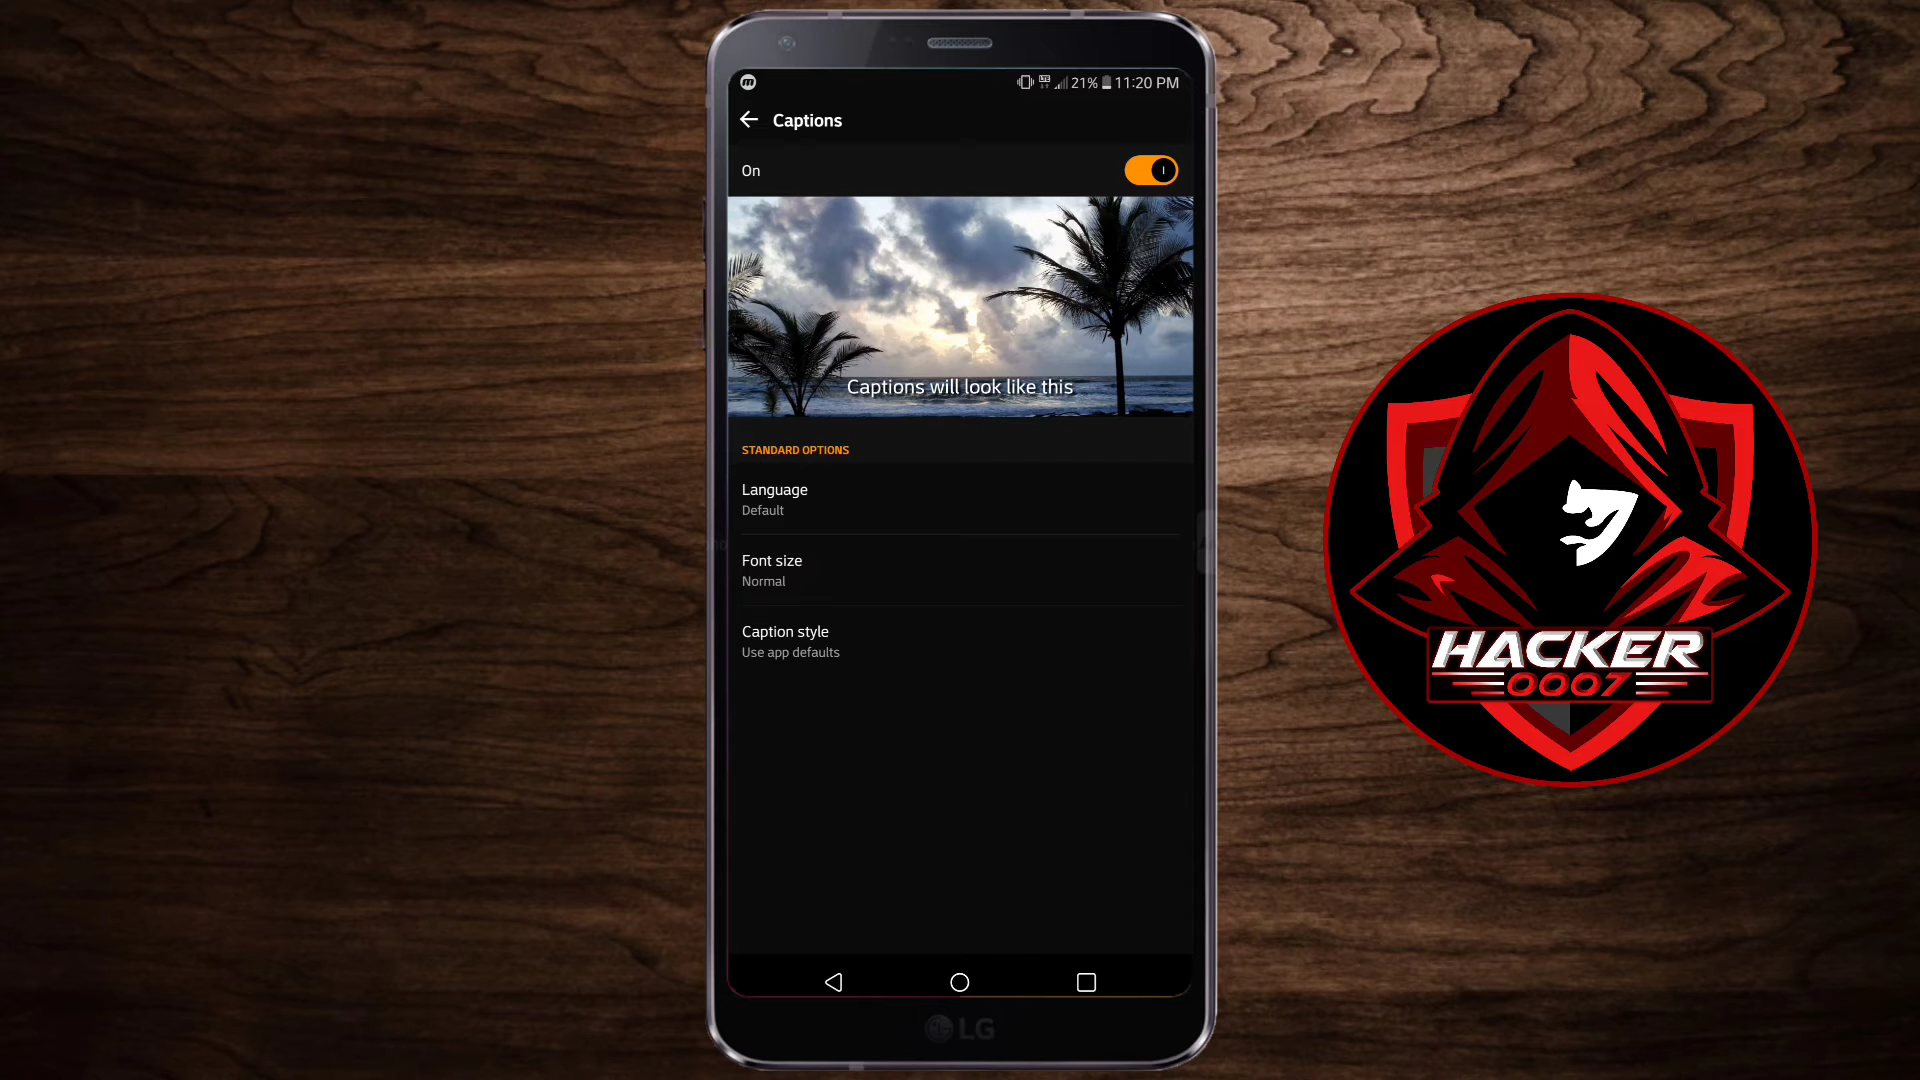 LTE 21% 11:20 PM
Captions
On
Captions will look like this
STANDARD OPTIONS
Language
Default
Font size
Normal
Caption style
Use app defaults
LG
HACKER
0007